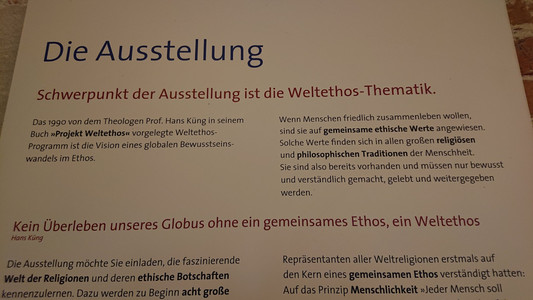 Die Ausstellung
Schwerpunkt der Ausstellung ist die Weltethos-Thematik.
Das 1990 von dem Theologen Prof. Hans Küng in seinem
Buch »Projekt Weltethos« vorgelegte Weltethos-
Programm ist die Vision eines globalen Bewusstseins-
wandels im Ethos.
Wenn Menschen friedlich zusammenleben wollen,
sind sie auf gemeinsame ethische Werte angewiesen.
Solche Werte finden sich in allen großen religiösen
und philosophischen Traditionen der Menschheit.
Sie sind also bereits vorhanden und müssen nur bewusst
und verständlich gemacht, gelebt und weitergegeben
werden.
Kein Überleben unseres Globus ohne ein gemeinsames Ethos, ein Weltethos
Hans Küng
Die Ausstellung möchte Sie einladen, die faszinierende
Welt der Religionen und deren ethische Botschaften
kennenzulernen. Dazu werden zu Beginn acht große
Repräsentanten aller Weltreligionen erstmals auf
den Kern eines gemeinsamen Ethos verständigt hatten:
Auf das Prinzip Menschlichkeit »Jeder Mensch soll